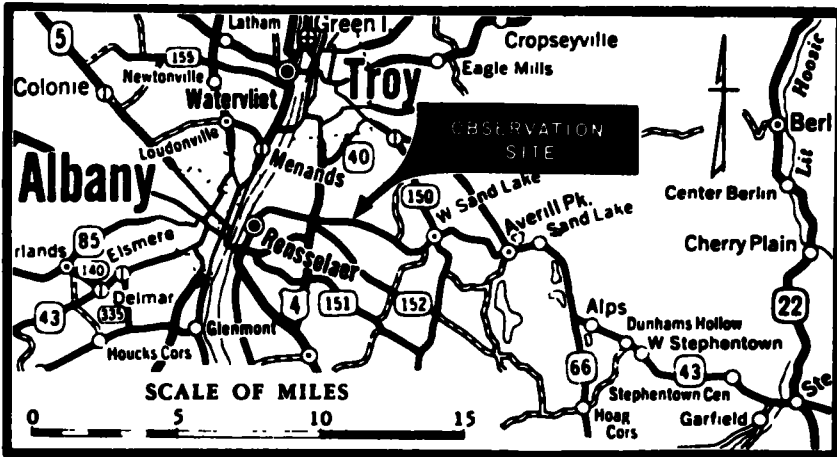 5
Latham
Green I.
Cropseyville
155
Eagle Mills
Newtonville
Colonie
Watervliet
Troy
Hoosic
OBSERVATION
SITE
Berl
Loudonville
40
Menands
Lit
Albany
150
W Sand Lake
Center Berlin
Averill Pk.
Sand Lake
85
Elsmere
rlands
140
Rensselaer
Cherry Plain
Delmar
4
151
152
22
43
335
Glenmont
Alps
Dunhams Hollow
W Stephentown
Houcks Cors
66
43
Stephentown Cen
Ste
SCALE OF MILES
Hoag
Cors
Garfield
0 5 10 15